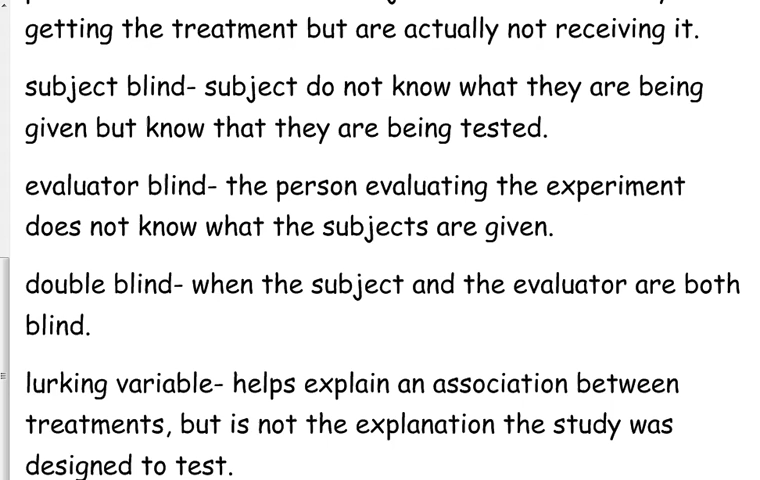 getting the treatment but are actually not receiving it.
subject blind- subject do not know what they are being
given but know that they are being tested.
evaluator blind- the person evaluating the experiment
does not know what the subjects are given.
double blind- when the subject and the evaluator are both
blind.
lurking variable- helps explain an association between
treatments, but is not the explanation the study was
designed to test.